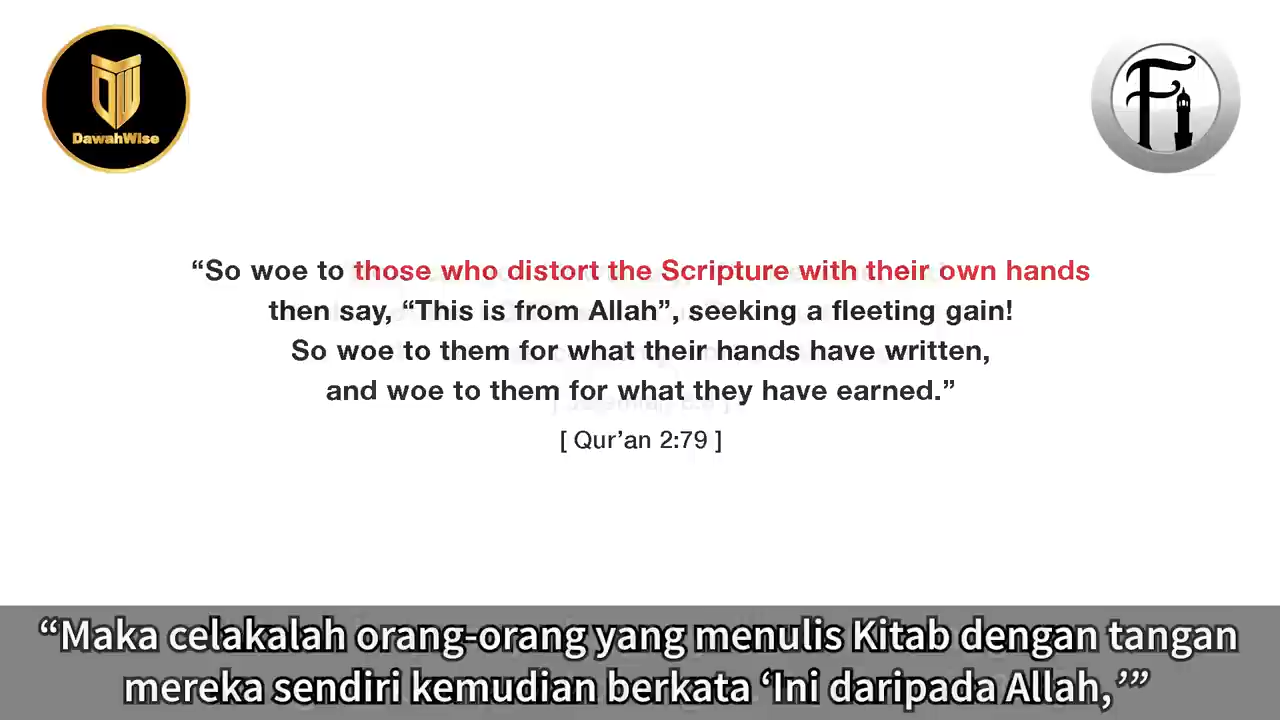 DawahWise
Fi
“So woe to those who distort the Scripture with their own hands
then say, “This is from Allah”, seeking a fleeting gain!
So woe to them for what their hands have written,
and woe to them for what they have earned.”
[ Qur’an 2:79 ]
“Maka celakalah orang-orang yang menulis Kitab dengan tangan
mereka sendiri kemudian berkata ‘Ini daripada Allah,’”